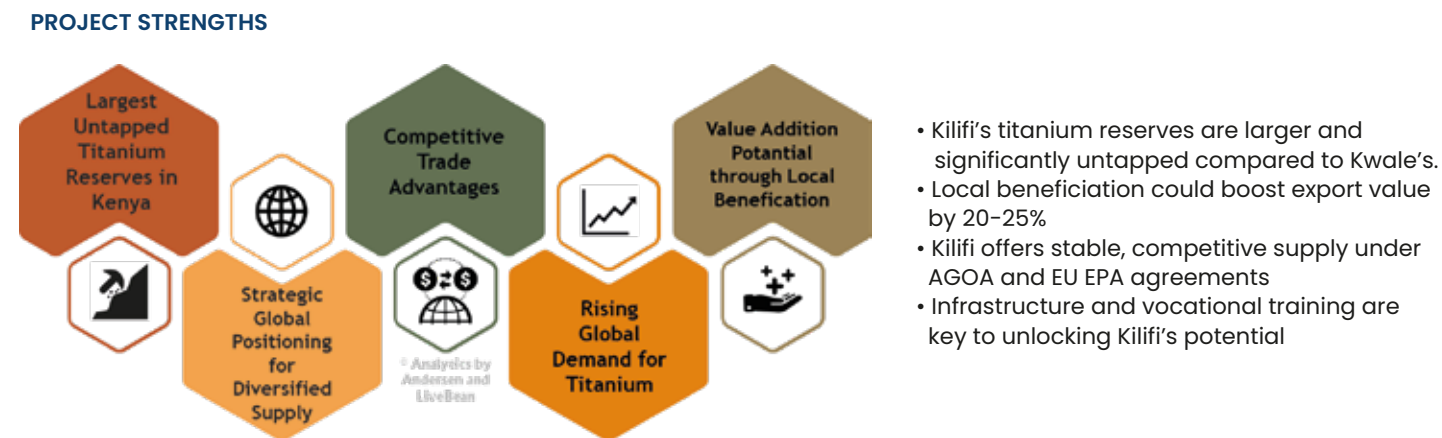 PROJECT STRENGTHS
Largest
Untapped
Titanium
Reserves in
Kenya
Strategic
Global
Positioning
for
Diversified
Supply
Competitive
Trade
Advantages
© Analyeics by
Andersen and
LiveBean
Rising
Global
Demand for
Titanium
Value Addition
Potantial
through Local
Benefication
• Kilifi’s titanium reserves are larger and
significantly untapped compared to Kwale’s.
• Local beneficiation could boost export value
by 20-25%
• Kilifi offers stable, competitive supply under
AGOA and EU EPA agreements
• Infrastructure and vocational training are
key to unlocking Kilifi’s potential